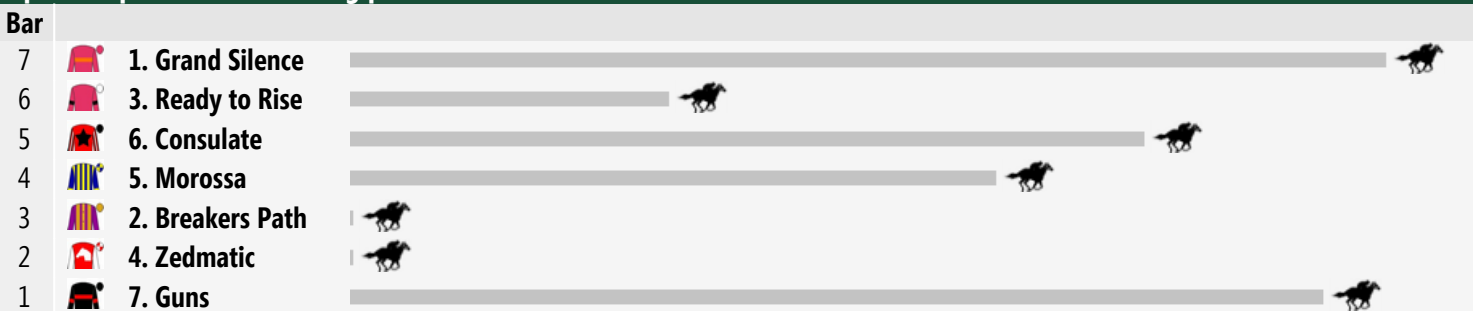 Bar
7 1. Grand Silence
6 3. Ready to Rise
5 6. Consulate
4 5. Morossa
3 2. Breakers Path
2 4. Zedmatic
1 7. Guns